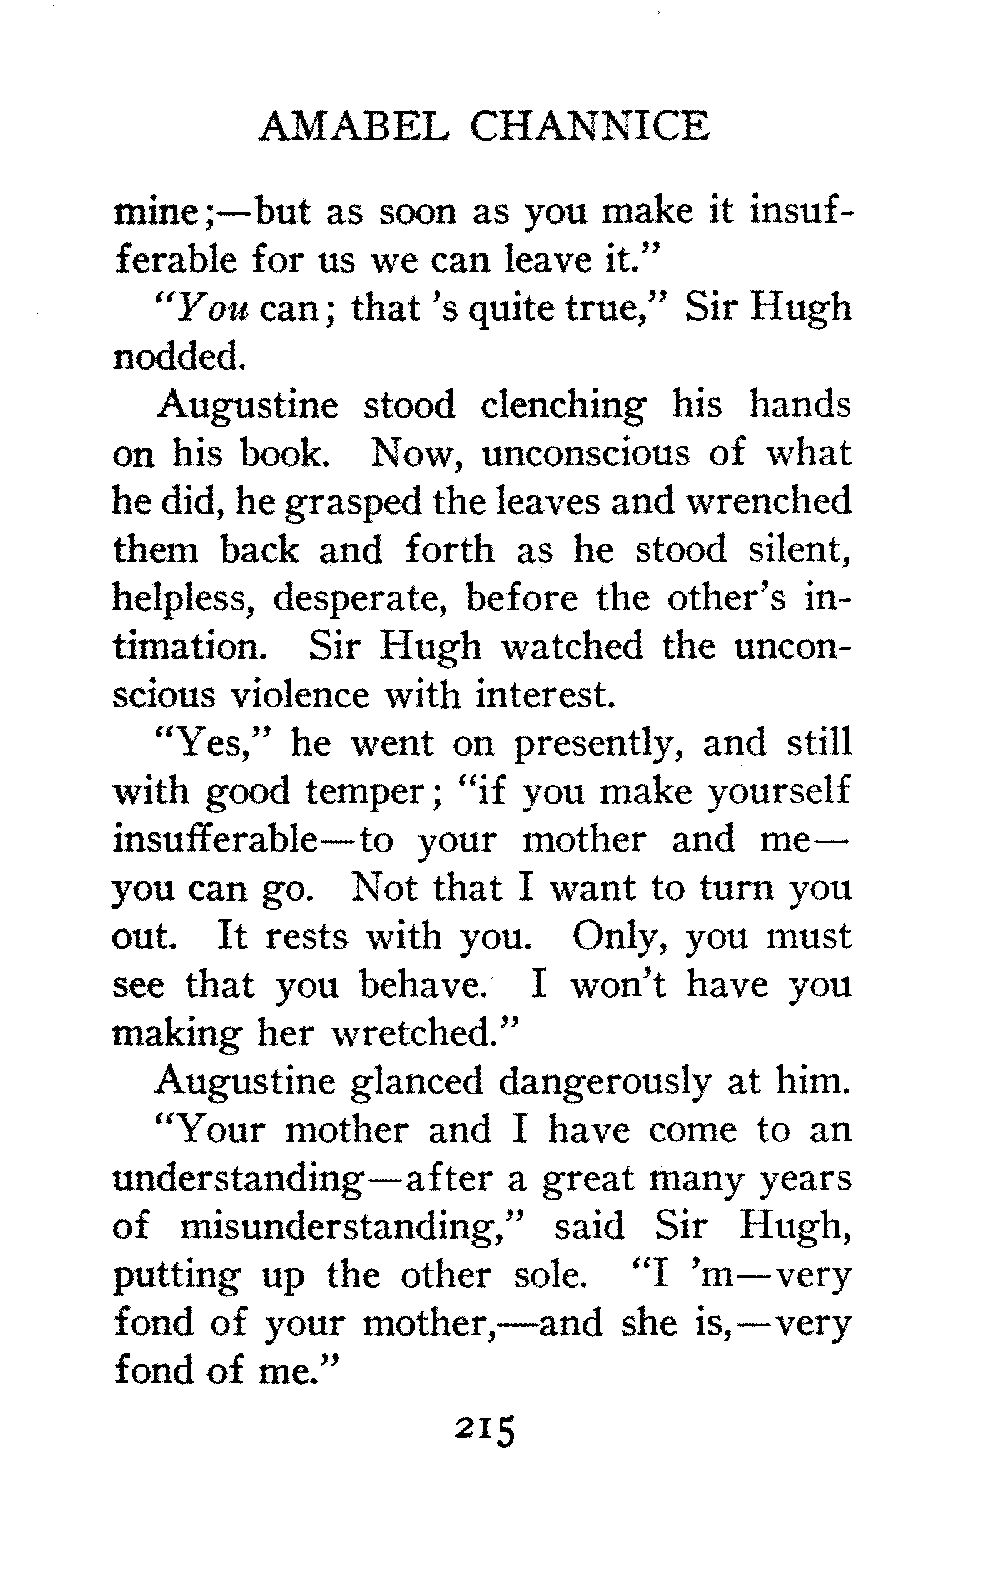 AMABEL CHANNICE
mine;—but as soon as you make it insuf-
ferable for us we can leave it.”
“You can; that 's quite true,” Sir Hugh
nodded.
Augustine stood clenching his hands
on his book. Now, unconscious of what
he did, he grasped the leaves and wrenched
them back and forth as he stood silent,
helpless, desperate, before the other’s in-
timation. Sir Hugh watched the uncon-
scious violence with interest.
“Yes,” he went on presently, and still
with good temper; “if you make yourself
insufferable—to your mother and me—
you can go. Not that I want to turn you
out. It rests with you. Only, you must
see that you behave. I won’t have you
making her wretched.”
Augustine glanced dangerously at him.
“Your mother and I have come to an
understanding—after a great many years
of misunderstanding,” said Sir Hugh,
putting up the other sole. “I ’m—very
fond of your mother,—and she is,—very
fond of me.”
215